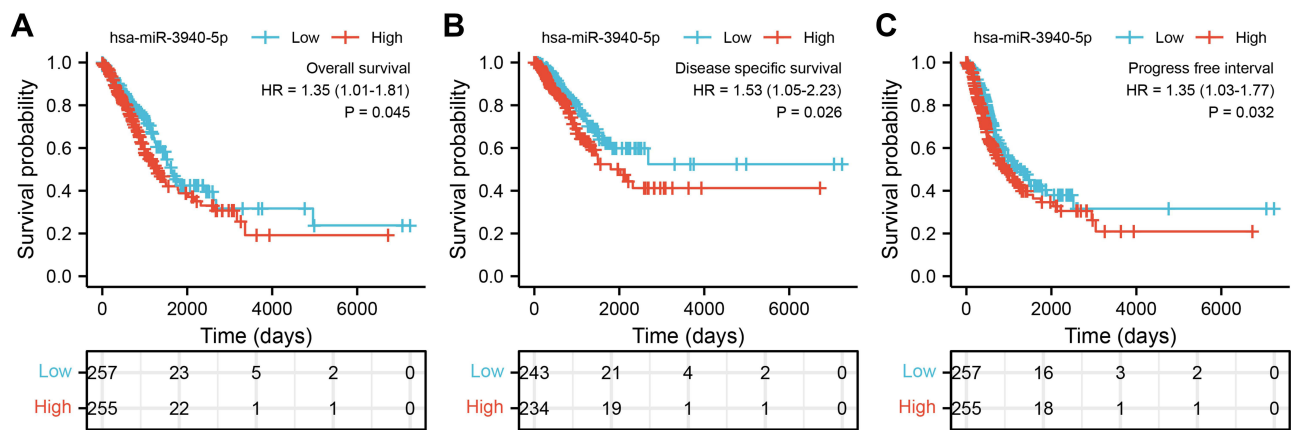 A
hsa-miR-3940-5p Low High
Overall survival
HR = 1.35 (1.01-1.81)
P = 0.045
Survival probability
1.0
0.8
0.6
0.4
0.2
0.0
0 2000 4000 6000
Time (days)
Low 257 23 5 2 0
High 255 22 1 1 0
B
hsa-miR-3940-5p Low High
Disease specific survival
HR = 1.53 (1.05-2.23)
P = 0.026
Survival probability
1.0
0.8
0.6
0.4
0.2
0.0
0 2000 4000 6000
Time (days)
Low 243 21 4 2 0
High 234 19 1 1 0
C
hsa-miR-3940-5p Low High
Progress free interval
HR = 1.35 (1.03-1.77)
P = 0.032
Survival probability
1.0
0.8
0.6
0.4
0.2
0.0
0 2000 4000 6000
Time (days)
Low 257 16 3 2 0
High 255 18 1 1 0